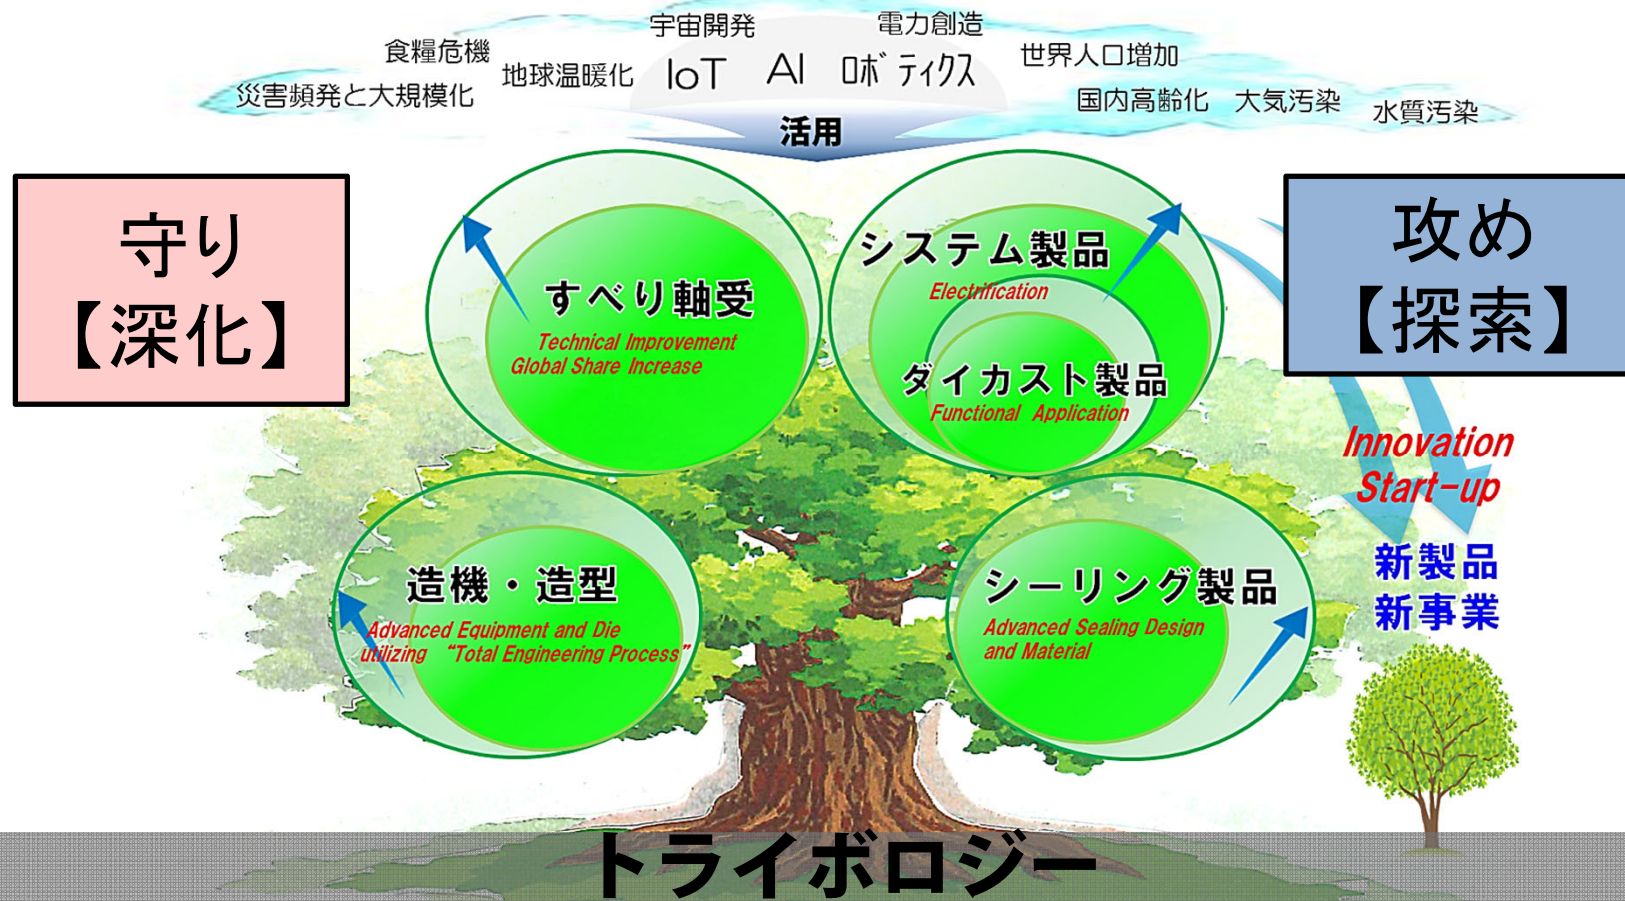 宇宙開発
電力創造
食糧危機
地球温暖化
IoT AI ロボティクス
世界人口増加
災害頻発と大規模化
国内高齢化
大気汚染
水質汚染
活用
守り
【深化】
攻め
【探索】
すべり軸受
Technical Improvement
Global Share Increase
システム製品
Electrification
ダイカスト製品
Functional Application
Innovation
Start-up
新製品
新事業
造機・造型
Advanced Equipment and Die
utilizing “Total Engineering Process”
シーリング製品
Advanced Sealing Design
and Material
トライボロジー